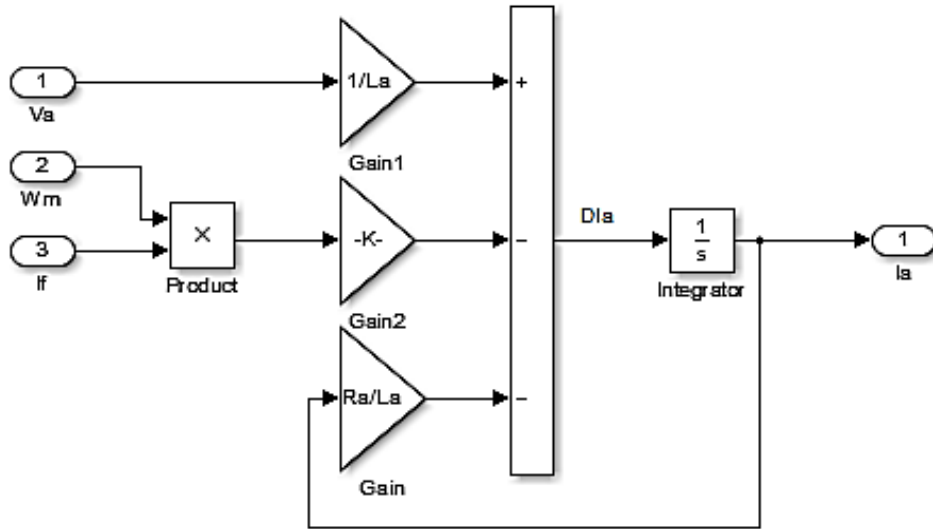 1
Va
2
Wm
3
If
×
Product
1/La
Gain1
-K-
Gain2
Ra/La
Gain
+
−
−
DIa
1
s
Integrator
1
Ia